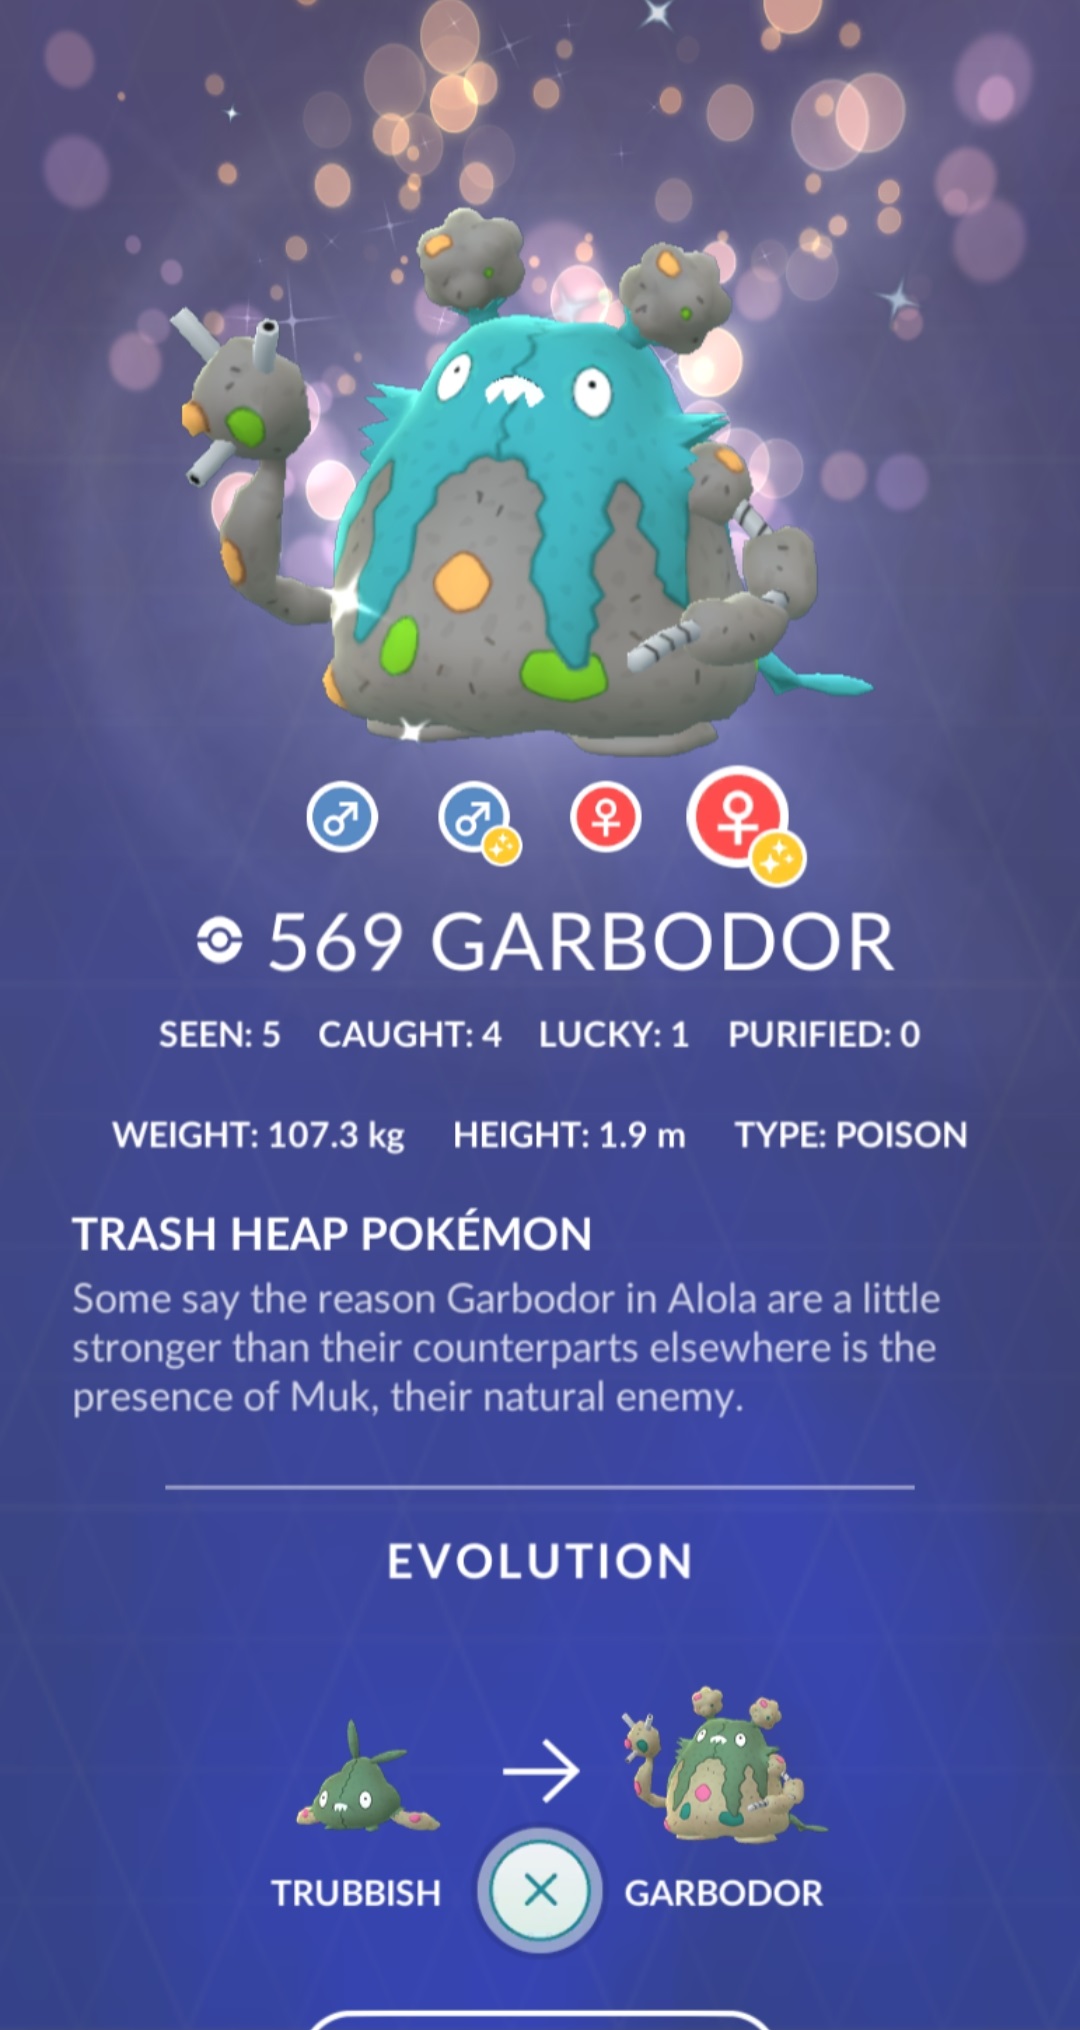 569 GARBODOR
SEEN: 5 CAUGHT: 4 LUCKY: 1 PURIFIED: 0
WEIGHT: 107.3 kg HEIGHT: 1.9 m TYPE: POISON
TRASH HEAP POKÉMON
Some say the reason Garbodor in Alola are a little
stronger than their counterparts elsewhere is the
presence of Muk, their natural enemy.
EVOLUTION
TRUBBISH GARBODOR